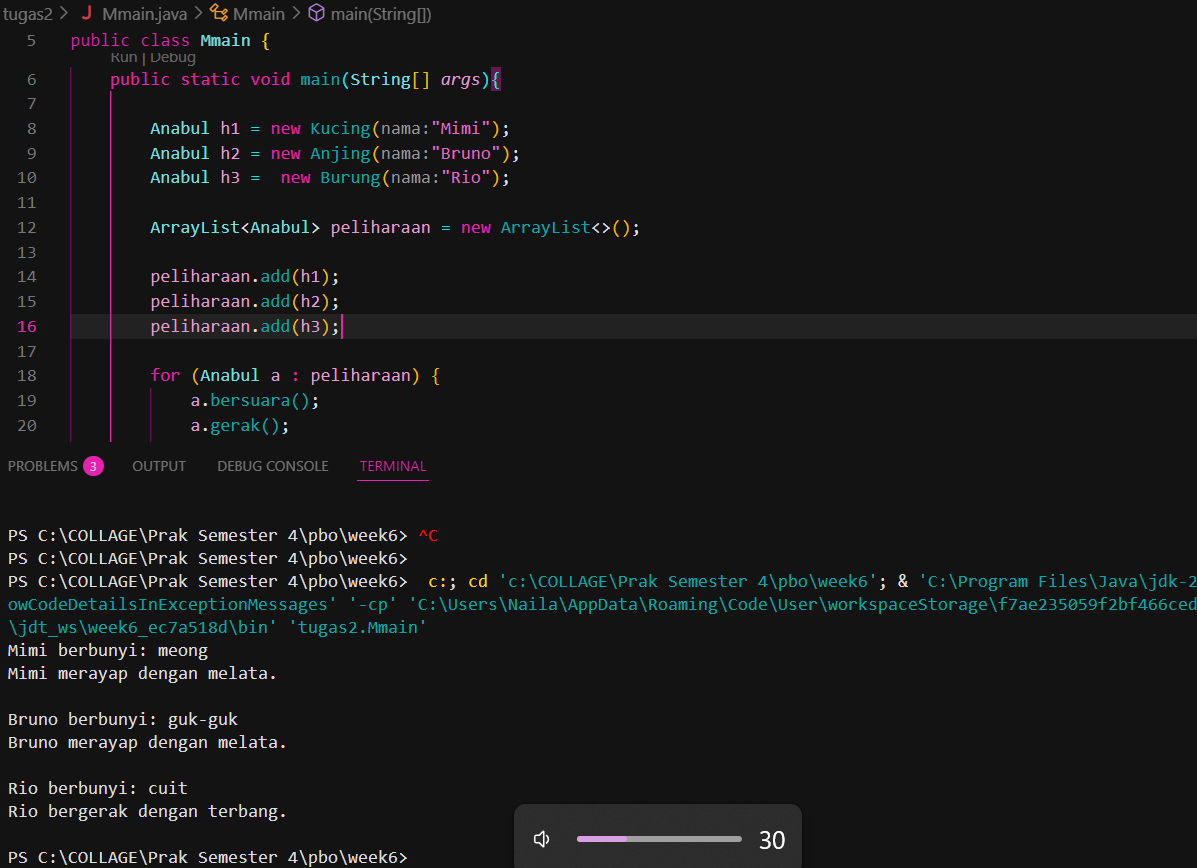 tugas2 > J Mmain.java > Mmain > main(String[])
5 public class Mmain {
Run | Debug
6 public static void main(String[] args){
7
8 Anabul h1 = new Kucing(nama:"Mimi");
9 Anabul h2 = new Anjing(nama:"Bruno");
10 Anabul h3 =  new Burung(nama:"Rio");
11
12 ArrayList<Anabul> peliharaan = new ArrayList<>();
13
14 peliharaan.add(h1);
15 peliharaan.add(h2);
16 peliharaan.add(h3);
17
18 for (Anabul a : peliharaan) {
19 a.bersuara();
20 a.gerak();
PROBLEMS 3 OUTPUT DEBUG CONSOLE TERMINAL
PS C:\COLLAGE\Prak Semester 4\pbo\week6> ^C
PS C:\COLLAGE\Prak Semester 4\pbo\week6>
PS C:\COLLAGE\Prak Semester 4\pbo\week6>  c:; cd 'c:\COLLAGE\Prak Semester 4\pbo\week6'; & 'C:\Program Files\Java\jdk-2
owCodeDetailsInExceptionMessages' '-cp' 'C:\Users\Naila\AppData\Roaming\Code\User\workspaceStorage\f7ae235059f2bf466ced
\jdt_ws\week6_ec7a518d\bin' 'tugas2.Mmain'
Mimi berbunyi: meong
Mimi merayap dengan melata.
Bruno berbunyi: guk-guk
Bruno merayap dengan melata.
Rio berbunyi: cuit
Rio bergerak dengan terbang.
30
PS C:\COLLAGE\Prak Semester 4\pbo\week6>